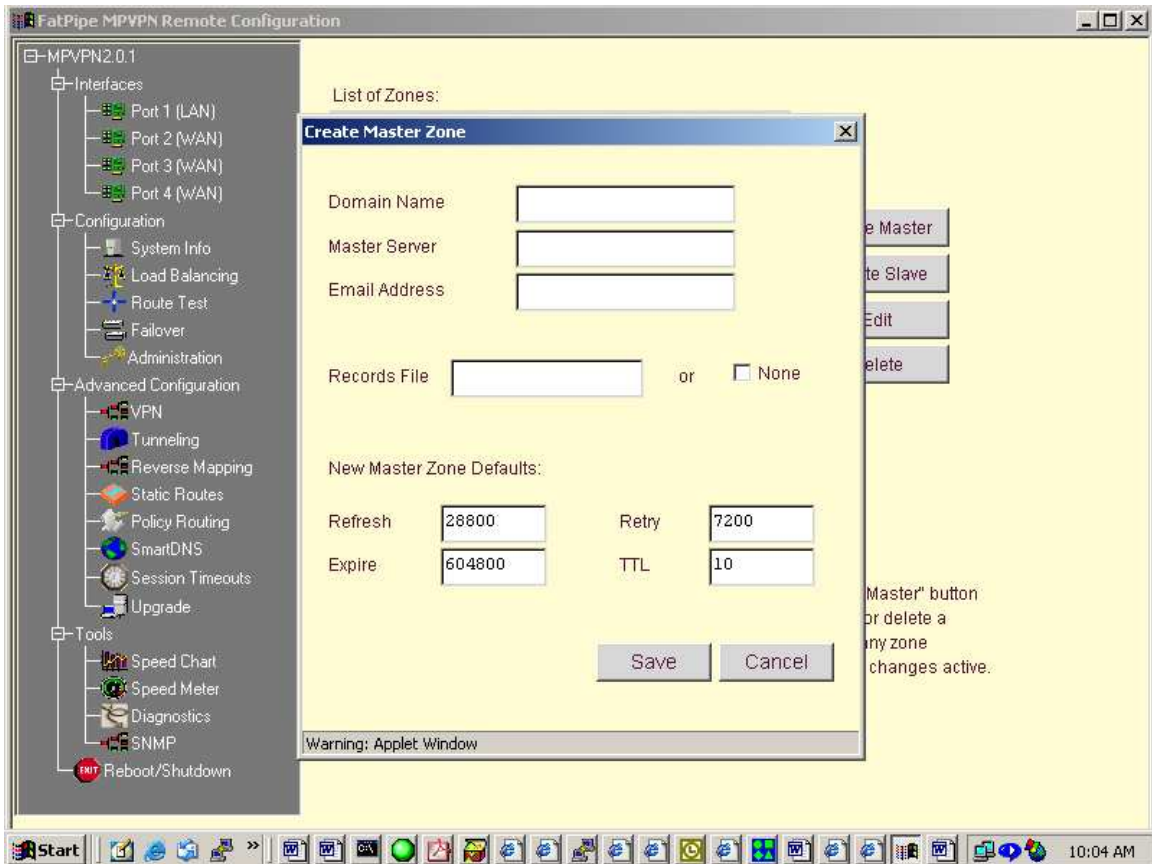 FatPipe MPVPN Remote Configuration
MPVPN2.0.1
Interfaces
Port 1 (LAN)
Port 2 (WAN)
Port 3 (WAN)
Port 4 (WAN)
Configuration
System Info
Load Balancing
Route Test
Failover
Administration
Advanced Configuration
VPN
Tunneling
Reverse Mapping
Static Routes
Policy Routing
SmartDNS
Session Timeouts
Upgrade
Tools
Speed Chart
Speed Meter
Diagnostics
SNMP
EXIT Reboot/Shutdown
List of Zones:
Create Master Zone
Domain Name
Master Server
Email Address
Records File or None
New Master Zone Defaults:
Refresh 28800 Retry 7200
Expire 604800 TTL 10
Save Cancel
Warning: Applet Window
e Master
te Slave
Edit
elete
Master" button
or delete a
any zone
changes active.
Start » 10:04 AM